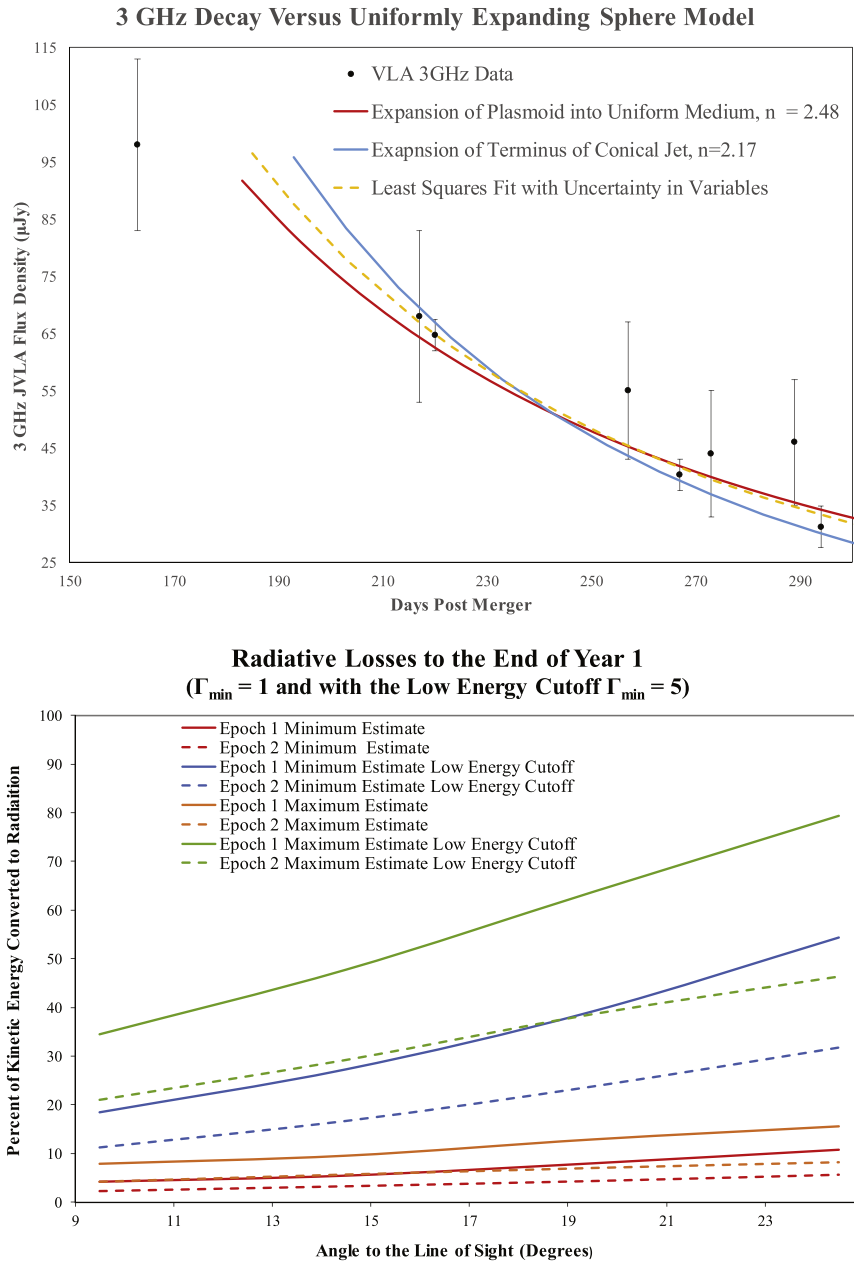 3 GHz Decay Versus Uniformly Expanding Sphere Model
115
105
95
85
75
65
55
45
35
25
3 GHz JVLA Flux Density (µJy)
VLA 3GHz Data
Expansion of Plasmoid into Uniform Medium, n = 2.48
Exapnsion of Terminus of Conical Jet, n=2.17
Least Squares Fit with Uncertainty in Variables
150 170 190 210 230 250 270 290
Days Post Merger
Radiative Losses to the End of Year 1
(Γmin = 1 and with the Low Energy Cutoff Γmin = 5)
100
90
80
70
60
50
40
30
20
10
0
Percent of Kinetic Energy Converted to Radiaition
Epoch 1 Minimum Estimate
Epoch 2 Minimum Estimate
Epoch 1 Minimum Estimate Low Energy Cutoff
Epoch 2 Minimum Estimate Low Energy Cutoff
Epoch 1 Maximum Estimate
Epoch 2 Maximum Estimate
Epoch 1 Maximum Estimate Low Energy Cutoff
Epoch 2 Maximum Estimate Low Energy Cutoff
9 11 13 15 17 19 21 23
Angle to the Line of Sight (Degrees)